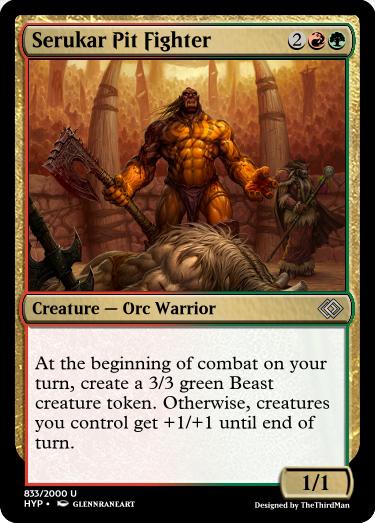 Serukar Pit Fighter 2
Creature — Orc Warrior
At the beginning of combat on your
turn, create a 3/3 green Beast
creature token. Otherwise, creatures
you control get +1/+1 until end of
turn.
1/1
833/2000 U
HYP • GLENNRANEART
Designed by TheThirdMan